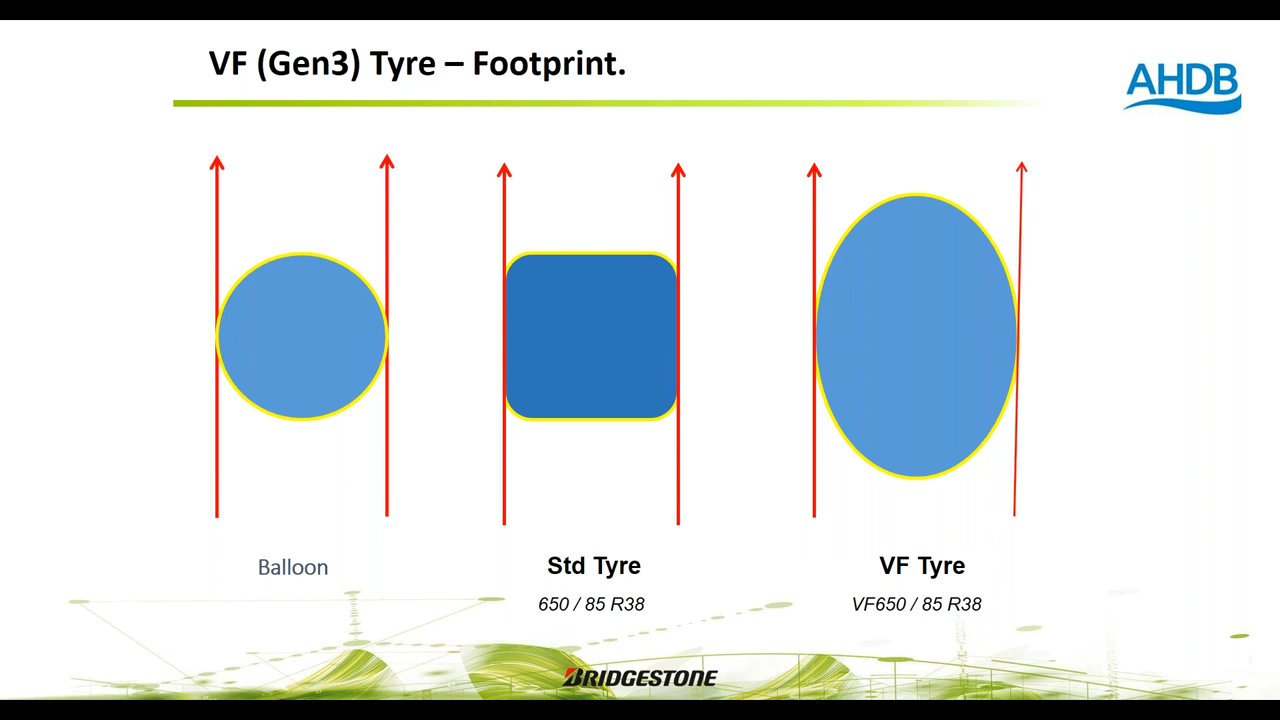 VF (Gen3) Tyre – Footprint.
AHDB
Balloon
Std Tyre
VF Tyre
650 / 85 R38
VF650 / 85 R38
BRIDGESTONE